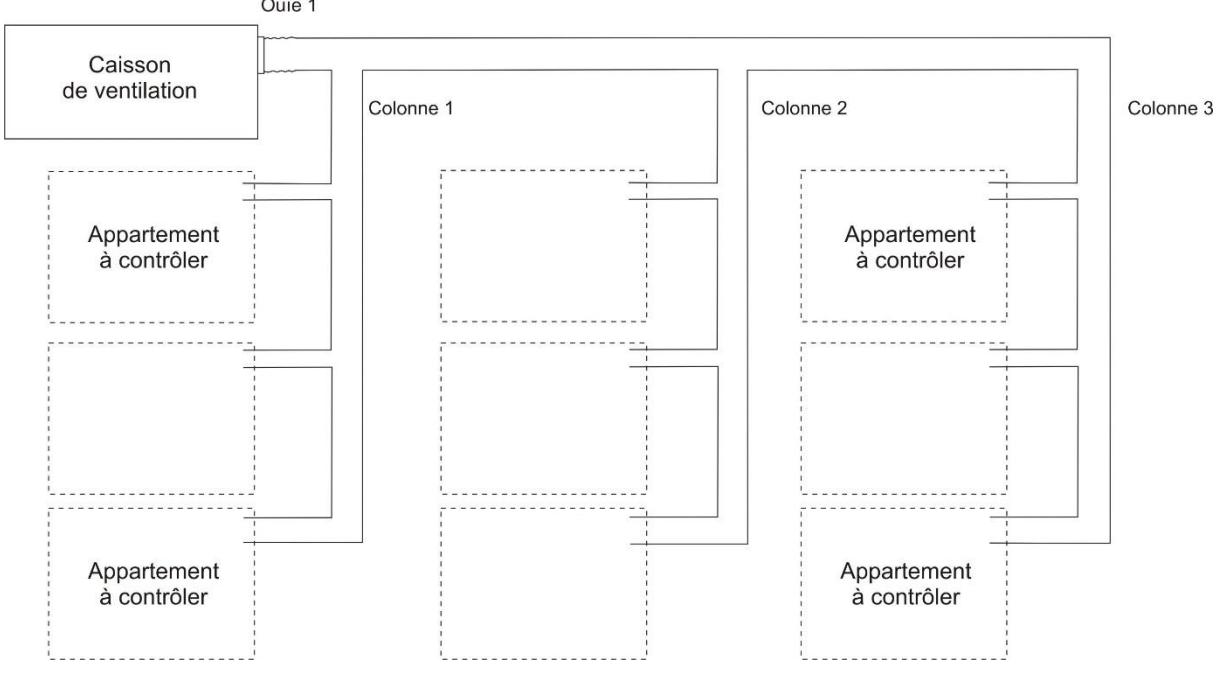 Ouïe 1
Caisson
de ventilation
Colonne 1
Colonne 2
Colonne 3
Appartement
à contrôler
Appartement
à contrôler
Appartement
à contrôler
Appartement
à contrôler